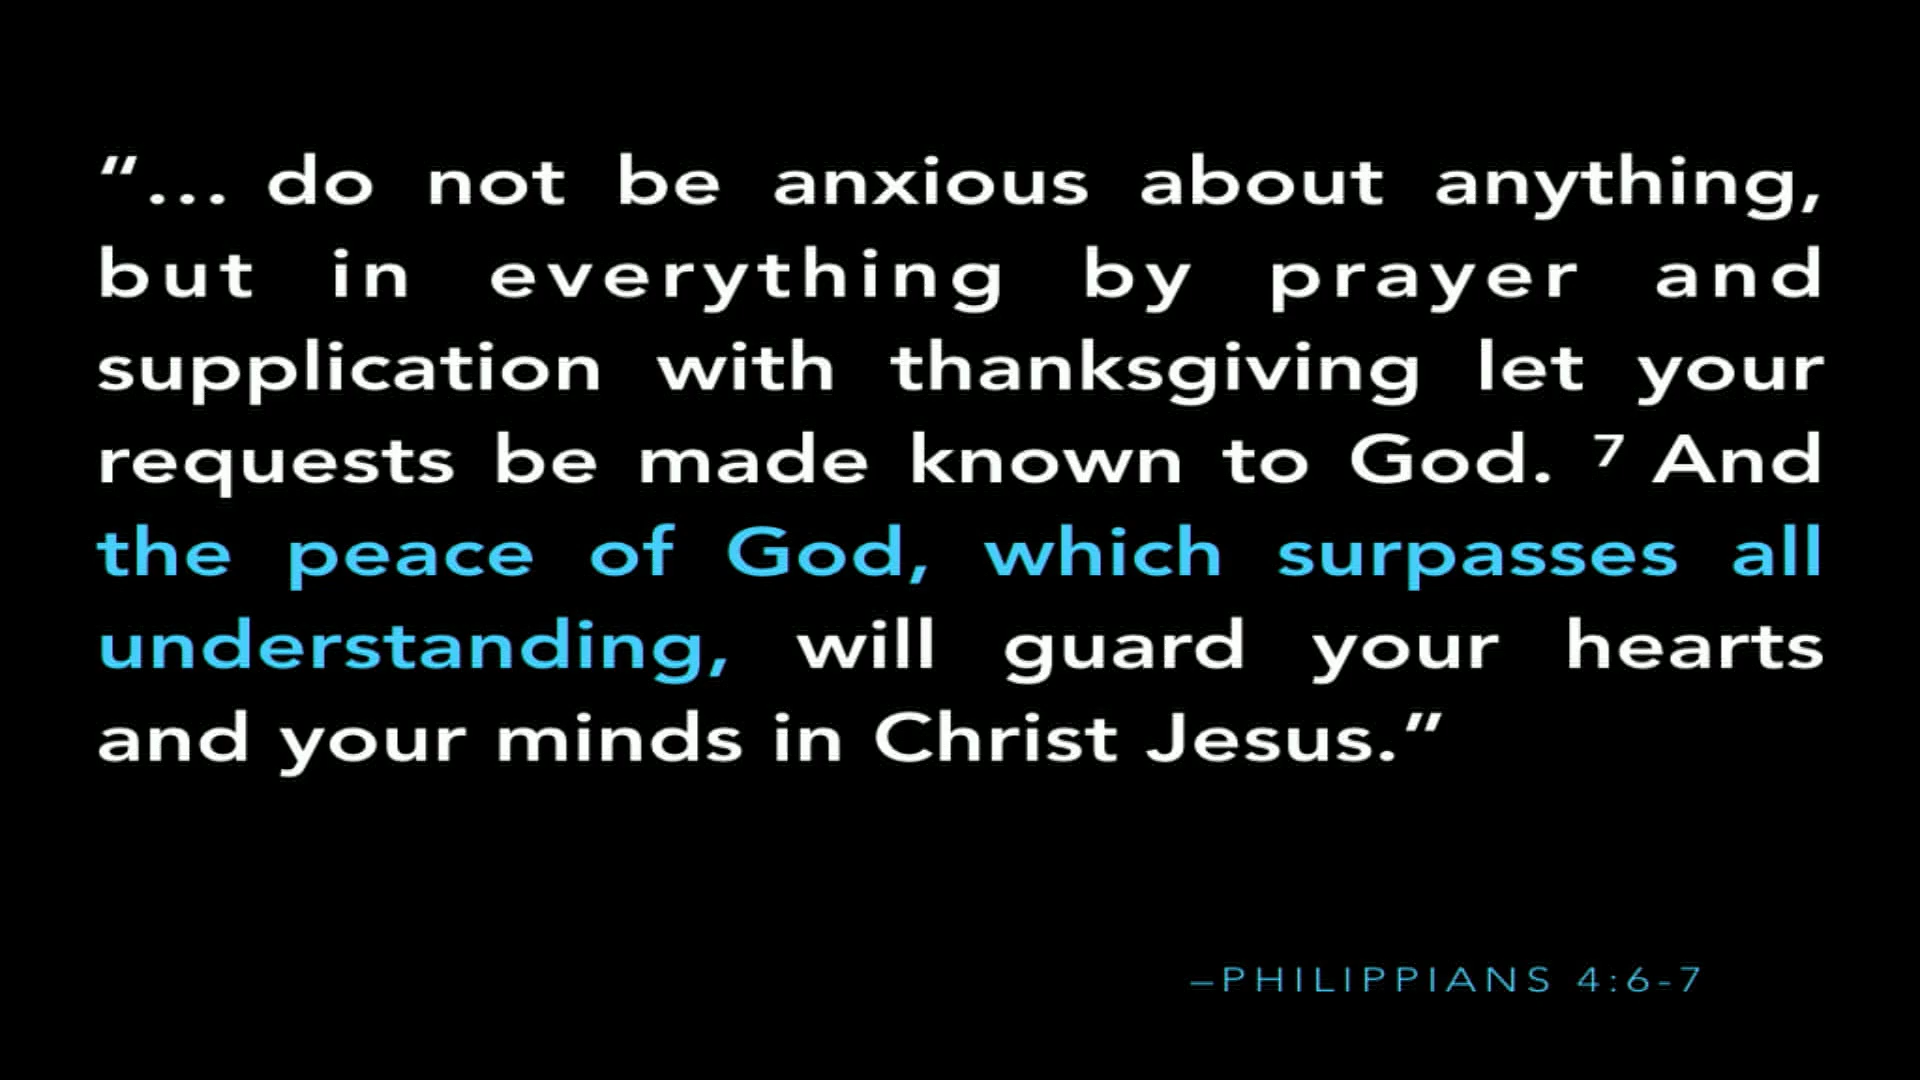 “... do not be anxious about anything,
but in everything by prayer and
supplication with thanksgiving let your
requests be made known to God. ⁷ And
the peace of God, which surpasses all
understanding, will guard your hearts
and your minds in Christ Jesus.”
–PHILIPPIANS 4:6-7